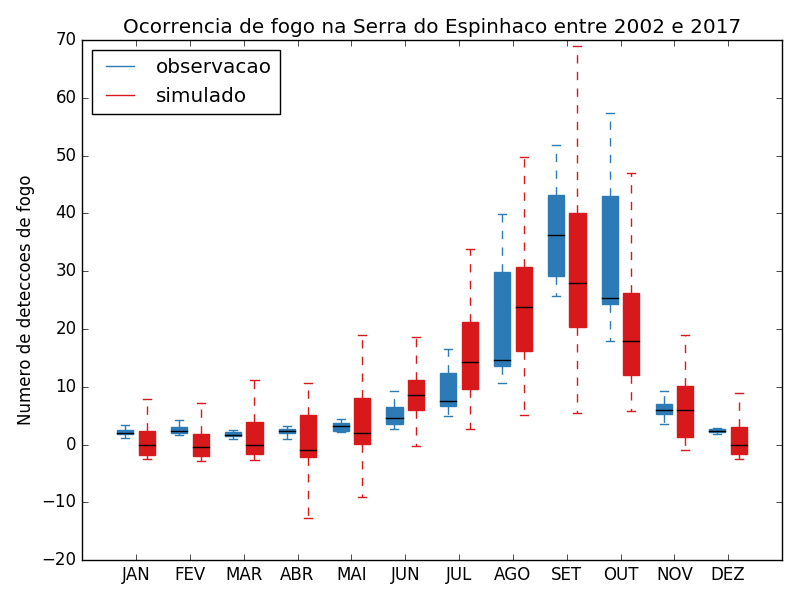 Ocorrencia de fogo na Serra do Espinhaco entre 2002 e 2017
observacao
simulado
Numero de deteccoes de fogo
70
60
50
40
30
20
10
0
−10
−20
JAN FEV MAR ABR MAI JUN JUL AGO SET OUT NOV DEZ